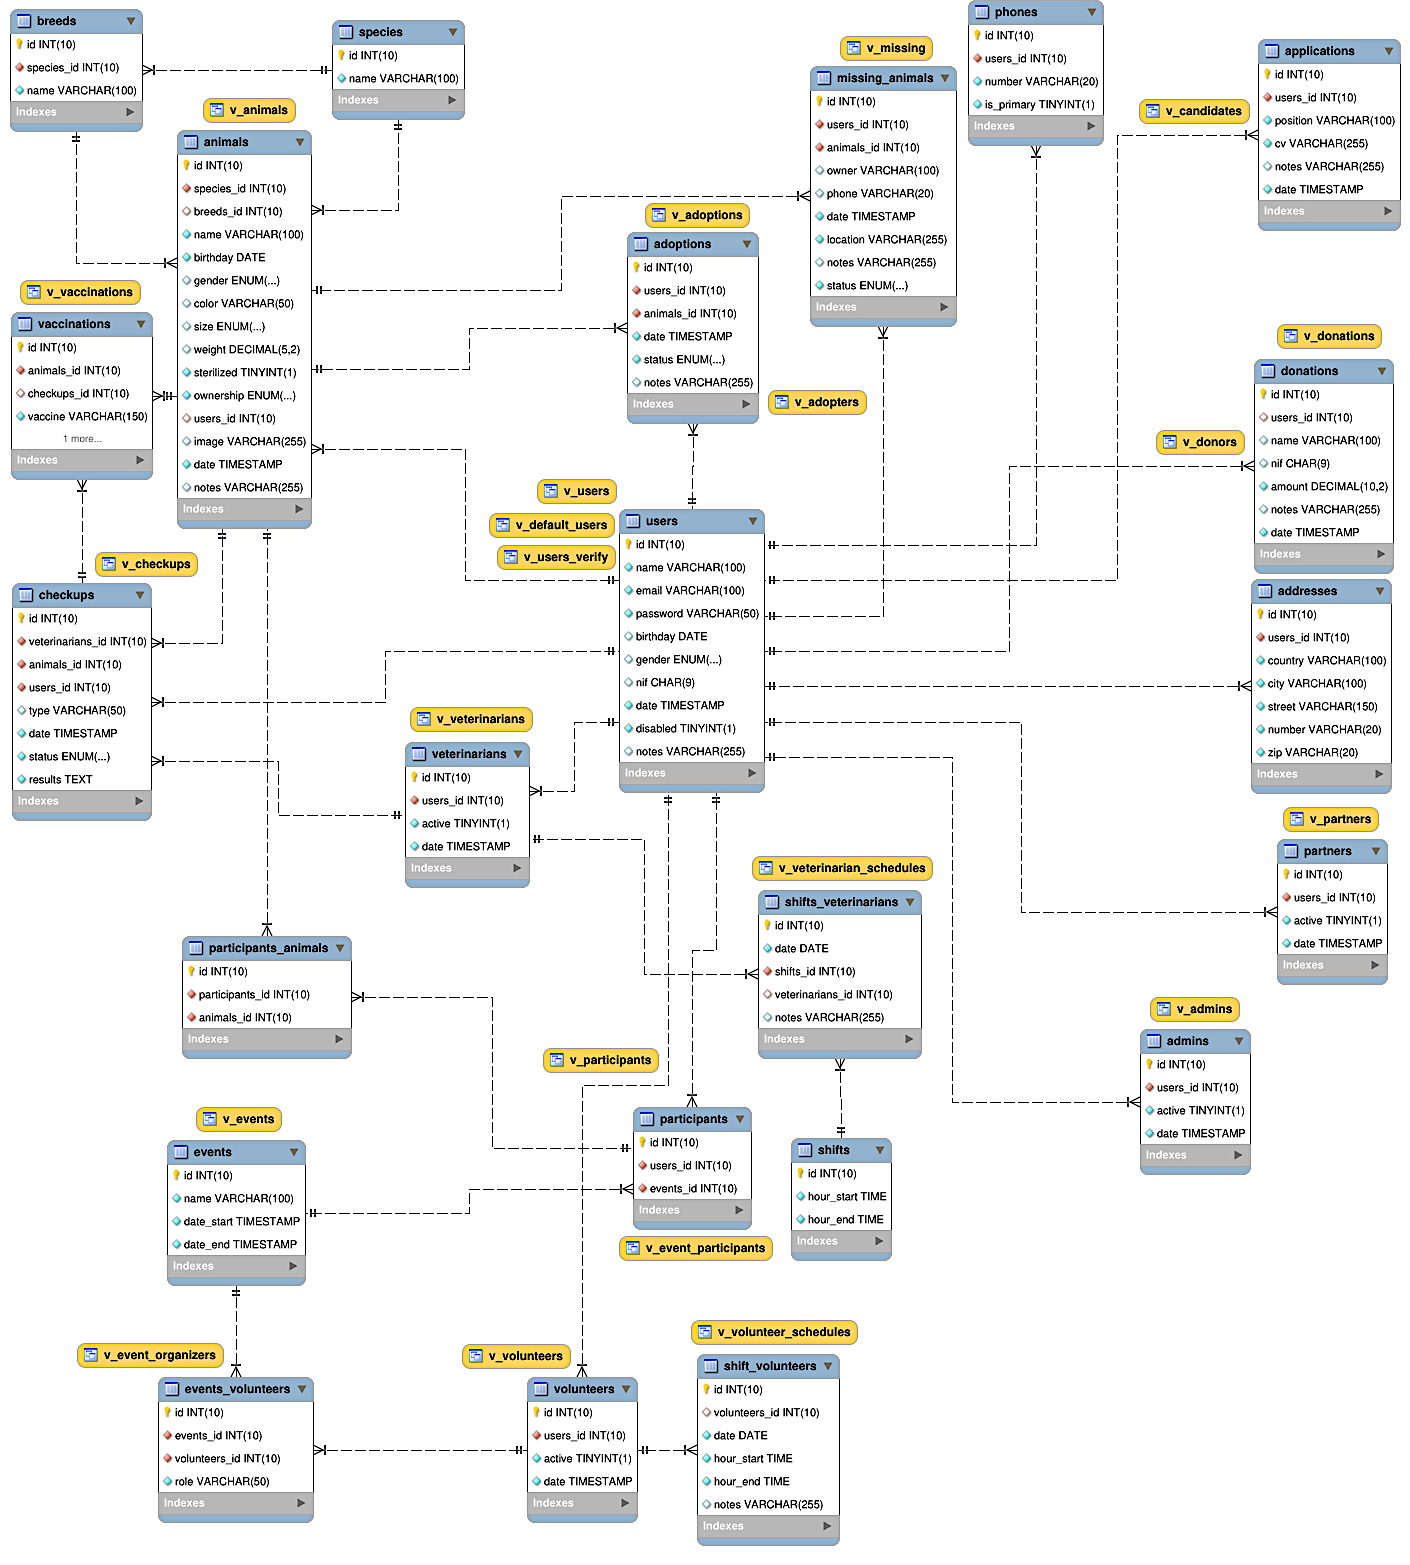 breeds
id INT(10)
species_id INT(10)
name VARCHAR(100)
Indexes
species
id INT(10)
name VARCHAR(100)
Indexes
v_animals
animals
id INT(10)
species_id INT(10)
breeds_id INT(10)
name VARCHAR(100)
birthday DATE
gender ENUM(...)
color VARCHAR(50)
size ENUM(...)
weight DECIMAL(5,2)
sterilized TINYINT(1)
ownership ENUM(...)
users_id INT(10)
image VARCHAR(255)
date TIMESTAMP
notes VARCHAR(255)
Indexes
v_vaccinations
vaccinations
id INT(10)
animals_id INT(10)
checkups_id INT(10)
vaccine VARCHAR(150)
1 more...
Indexes
v_missing
missing_animals
id INT(10)
users_id INT(10)
animals_id INT(10)
owner VARCHAR(100)
phone VARCHAR(20)
date TIMESTAMP
location VARCHAR(255)
notes VARCHAR(255)
status ENUM(...)
Indexes
phones
id INT(10)
users_id INT(10)
number VARCHAR(20)
is_primary TINYINT(1)
Indexes
v_candidates
applications
id INT(10)
users_id INT(10)
position VARCHAR(100)
cv VARCHAR(255)
notes VARCHAR(255)
date TIMESTAMP
Indexes
v_adoptions
adoptions
id INT(10)
users_id INT(10)
animals_id INT(10)
date TIMESTAMP
status ENUM(...)
notes VARCHAR(255)
Indexes
v_adopters
v_donations
donations
id INT(10)
users_id INT(10)
name VARCHAR(100)
nif CHAR(9)
amount DECIMAL(10,2)
notes VARCHAR(255)
date TIMESTAMP
Indexes
v_donors
v_users
v_default_users
v_users_verify
users
id INT(10)
name VARCHAR(100)
email VARCHAR(100)
password VARCHAR(50)
birthday DATE
gender ENUM(...)
nif CHAR(9)
date TIMESTAMP
disabled TINYINT(1)
notes VARCHAR(255)
Indexes
v_checkups
checkups
id INT(10)
veterinarians_id INT(10)
animals_id INT(10)
users_id INT(10)
type VARCHAR(50)
date TIMESTAMP
status ENUM(...)
results TEXT
Indexes
addresses
id INT(10)
users_id INT(10)
country VARCHAR(100)
city VARCHAR(100)
street VARCHAR(150)
number VARCHAR(20)
zip VARCHAR(20)
Indexes
v_veterinarians
veterinarians
id INT(10)
users_id INT(10)
active TINYINT(1)
date TIMESTAMP
Indexes
v_partners
partners
id INT(10)
users_id INT(10)
active TINYINT(1)
date TIMESTAMP
Indexes
v_veterinarian_schedules
shifts_veterinarians
id INT(10)
date DATE
shifts_id INT(10)
veterinarians_id INT(10)
notes VARCHAR(255)
Indexes
participants_animals
id INT(10)
participants_id INT(10)
animals_id INT(10)
Indexes
v_admins
admins
id INT(10)
users_id INT(10)
active TINYINT(1)
date TIMESTAMP
Indexes
v_participants
participants
id INT(10)
users_id INT(10)
events_id INT(10)
Indexes
v_event_participants
shifts
id INT(10)
hour_start TIME
hour_end TIME
Indexes
v_events
events
id INT(10)
name VARCHAR(100)
date_start TIMESTAMP
date_end TIMESTAMP
Indexes
v_event_organizers
events_volunteers
id INT(10)
events_id INT(10)
volunteers_id INT(10)
role VARCHAR(50)
Indexes
v_volunteers
volunteers
id INT(10)
users_id INT(10)
active TINYINT(1)
date TIMESTAMP
Indexes
v_volunteer_schedules
shift_volunteers
id INT(10)
volunteers_id INT(10)
date DATE
hour_start TIME
hour_end TIME
notes VARCHAR(255)
Indexes